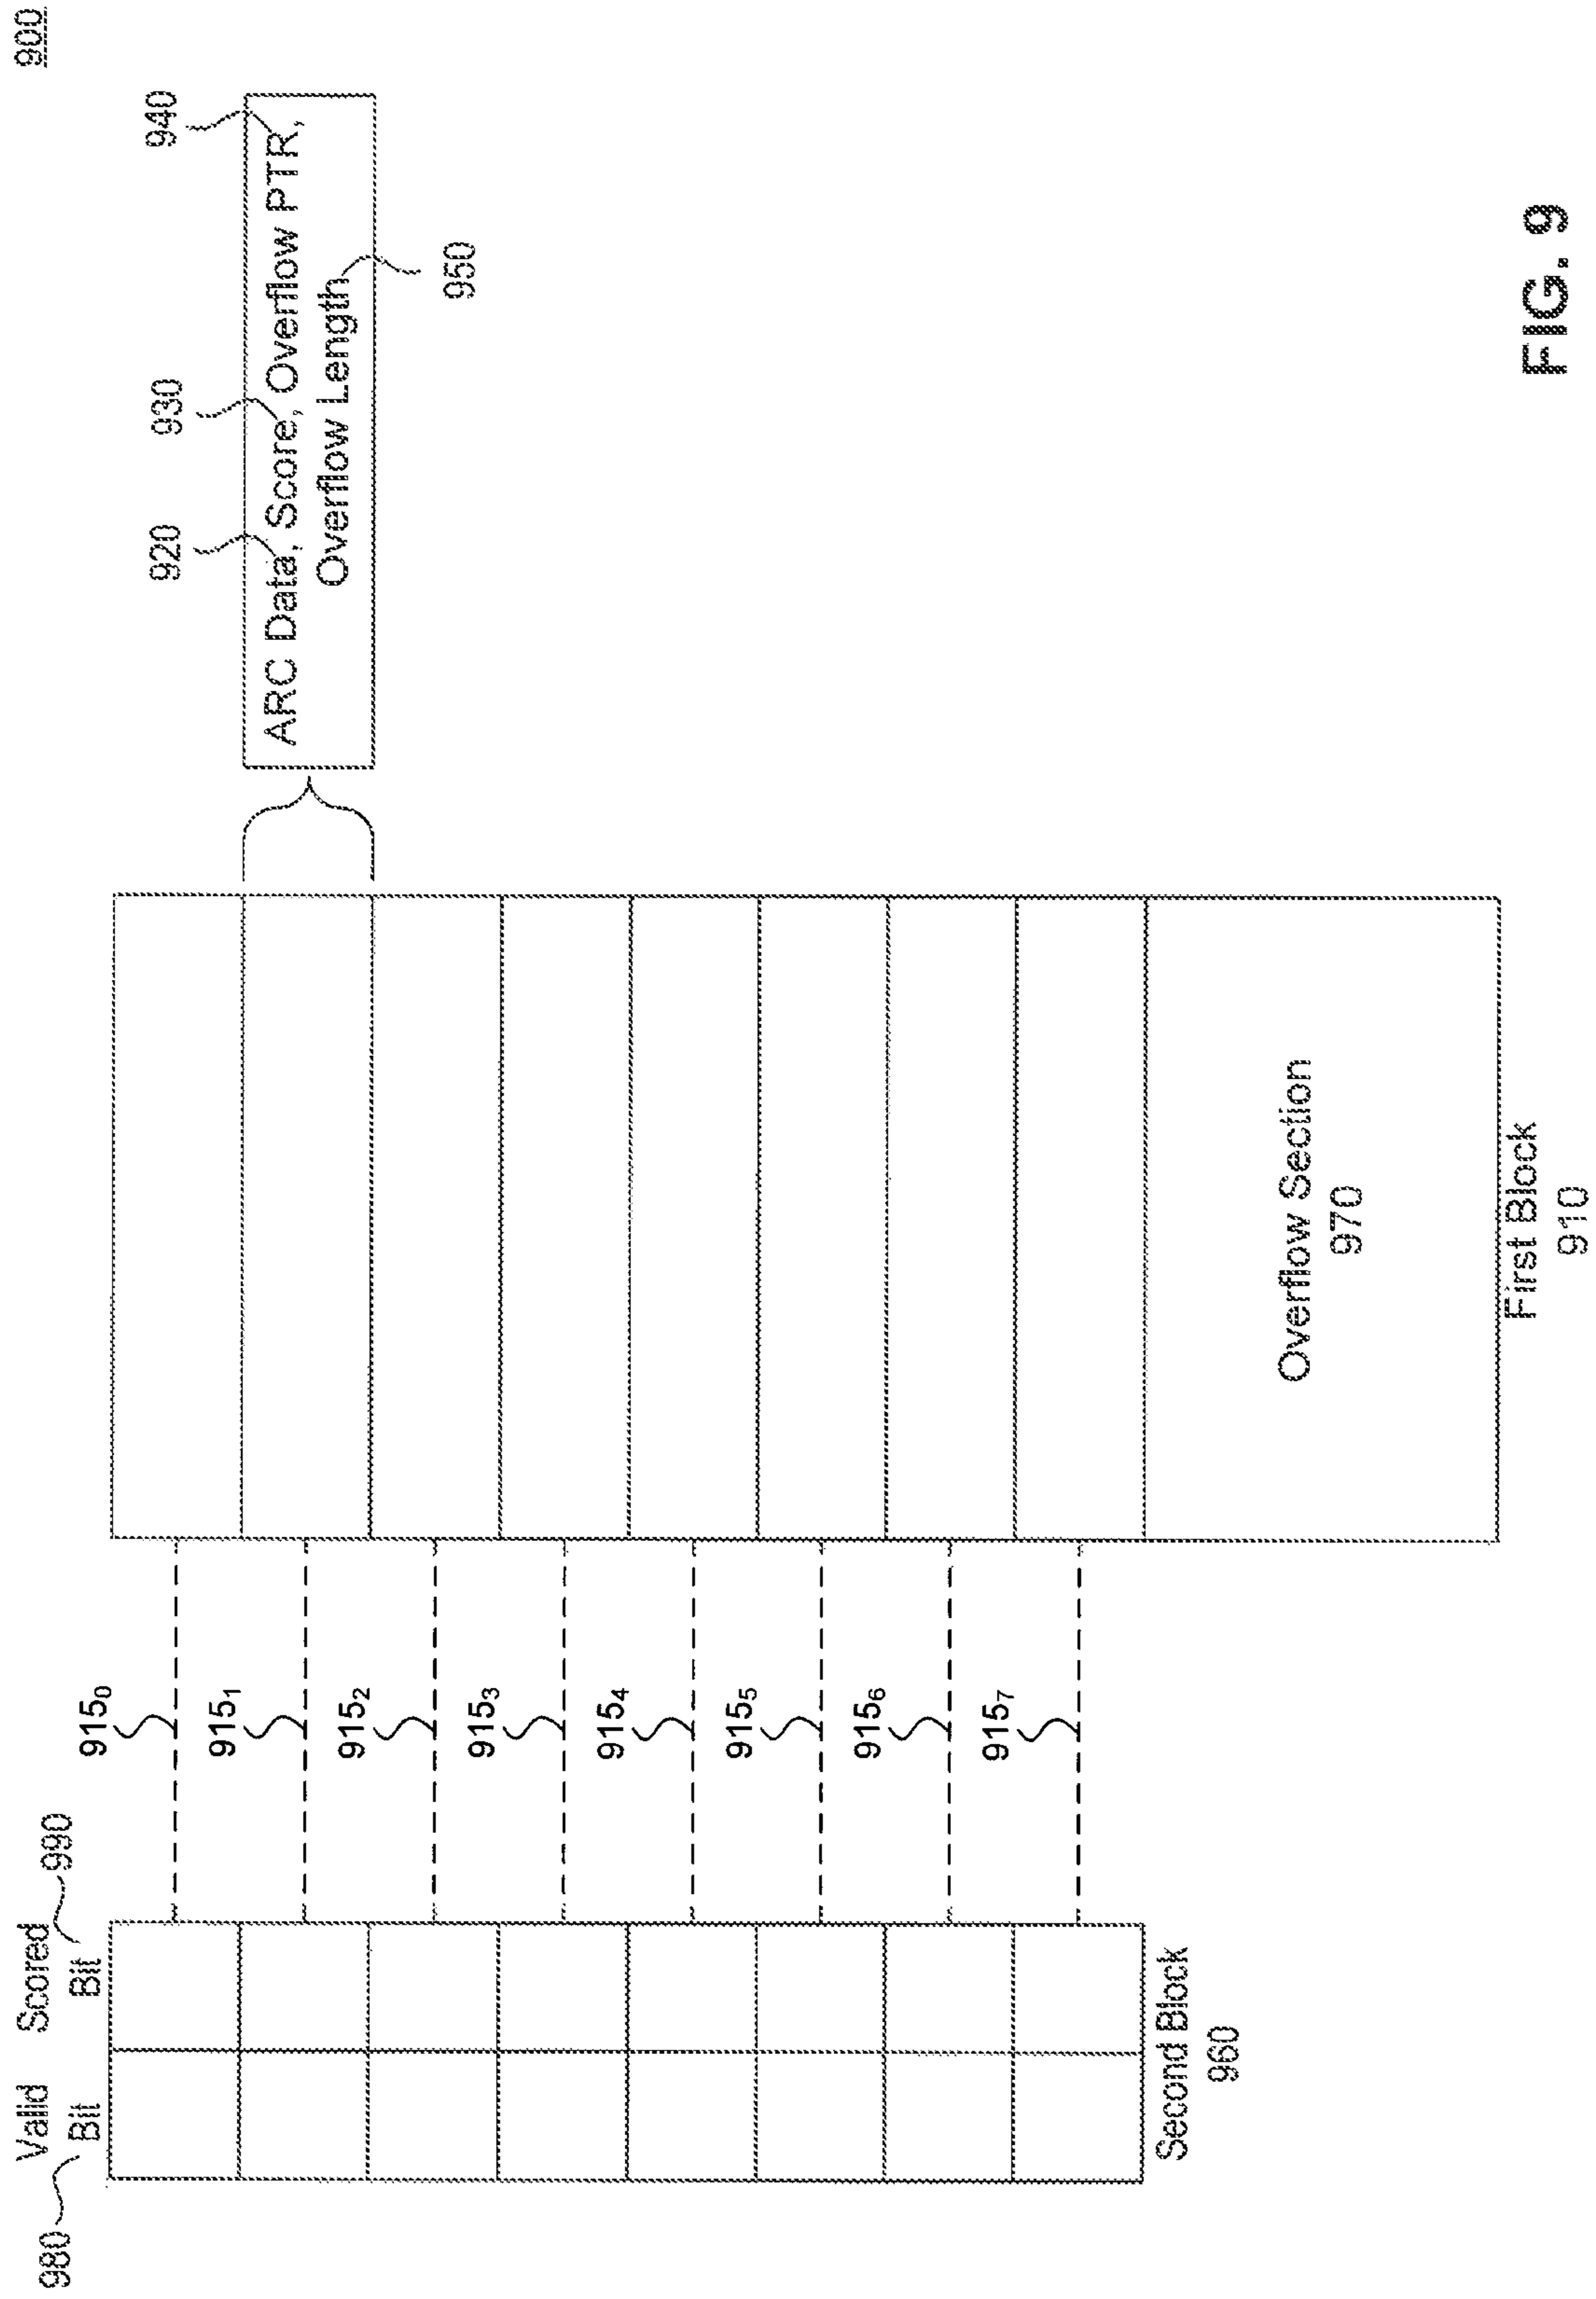 900
980
Valid
Bit
Scored
Bit
990
915₀
915₁
915₂
915₃
915₄
915₅
915₆
915₇
Second Block
960
Overflow Section
970
First Block
910
920
930
940
ARC Data, Score, Overflow PTR,
Overflow Length
950
FIG. 9